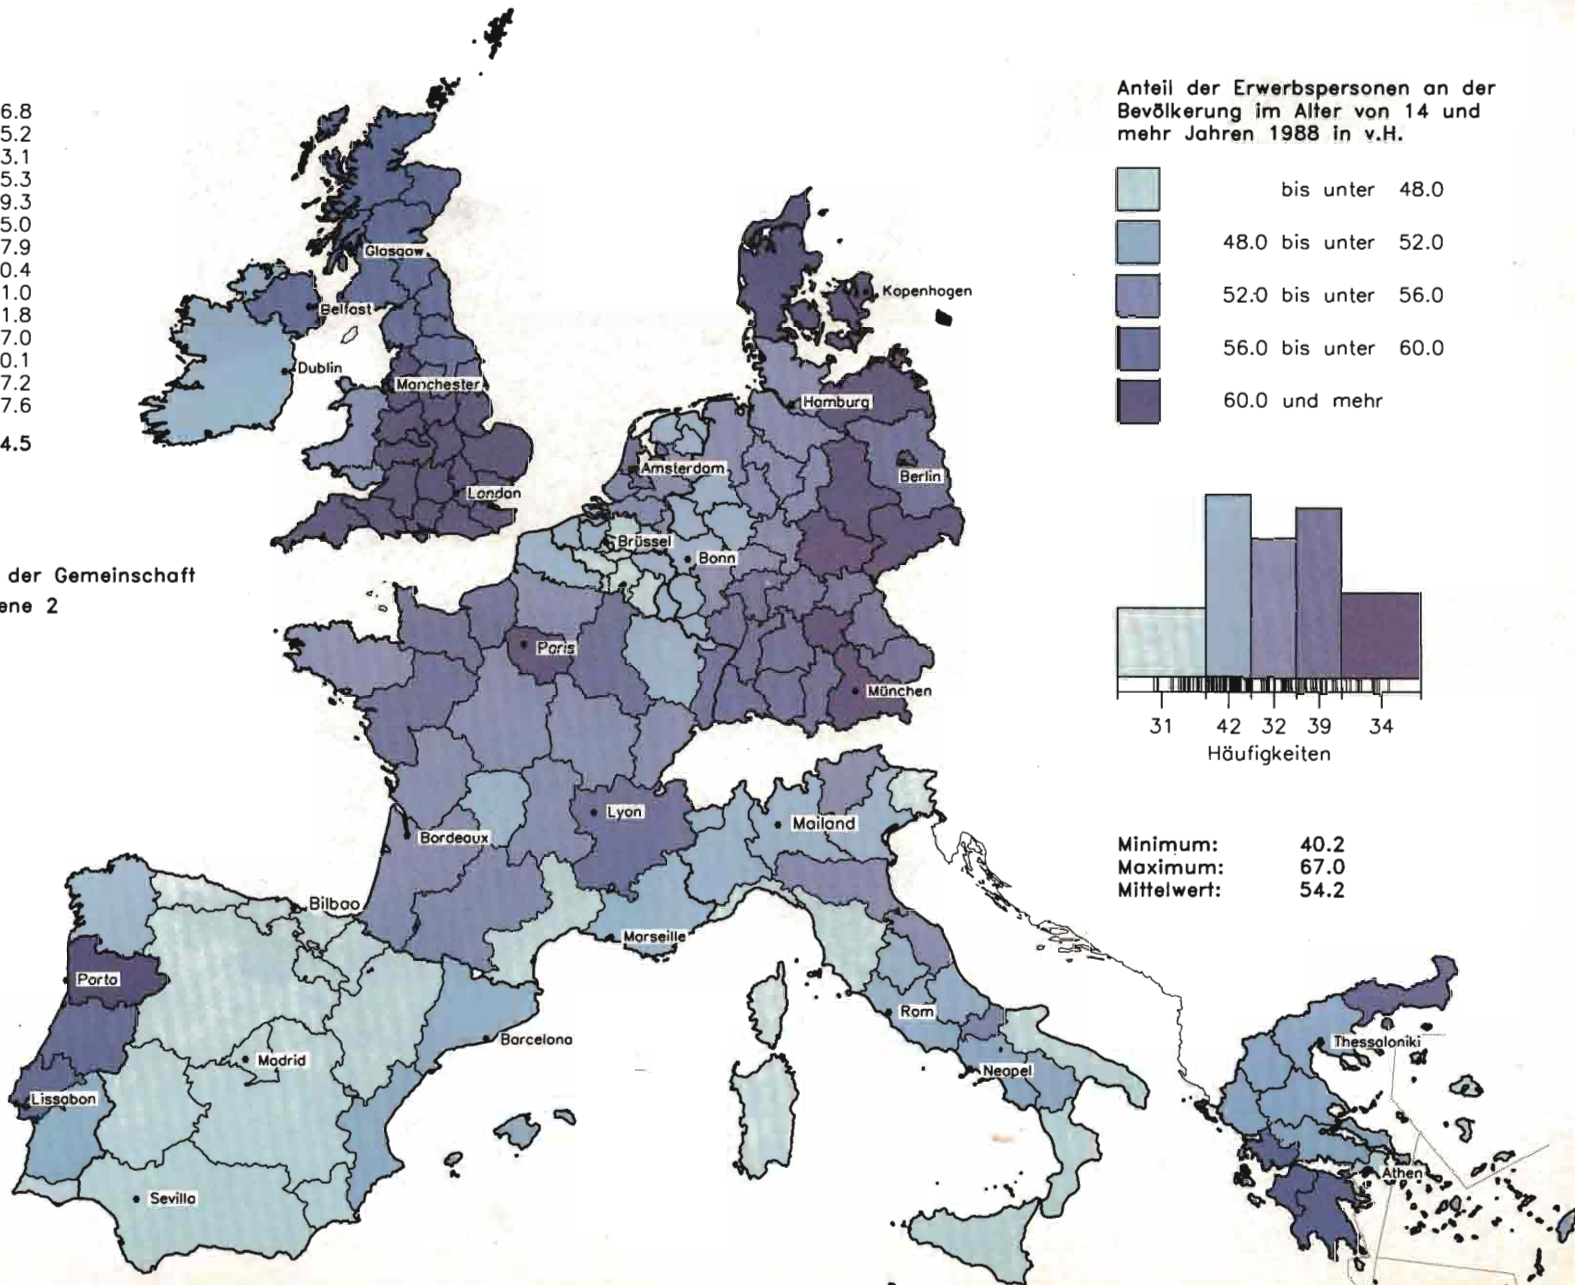 6.8
5.2
3.1
5.3
9.3
5.0
7.9
0.4
1.0
1.8
7.0
0.1
7.2
7.6
4.5
der Gemeinschaft
ene 2
Anteil der Erwerbspersonen an der
Bevölkerung im Alter von 14 und
mehr Jahren 1988 in v.H.
bis unter 48.0
48.0 bis unter 52.0
52.0 bis unter 56.0
56.0 bis unter 60.0
60.0 und mehr
31 42 32 39 34
Häufigkeiten
Minimum: 40.2
Maximum: 67.0
Mittelwert: 54.2
Glasgow
Belfast
Dublin
Manchester
London
Kopenhagen
Hamburg
Amsterdam
Berlin
Brüssel
Bonn
Paris
München
Lyon
Bordeaux
Mailand
Bilbao
Marseille
Porto
Rom
Barcelona
Madrid
Thessaloniki
Neapel
Lissabon
Athen
Sevilla